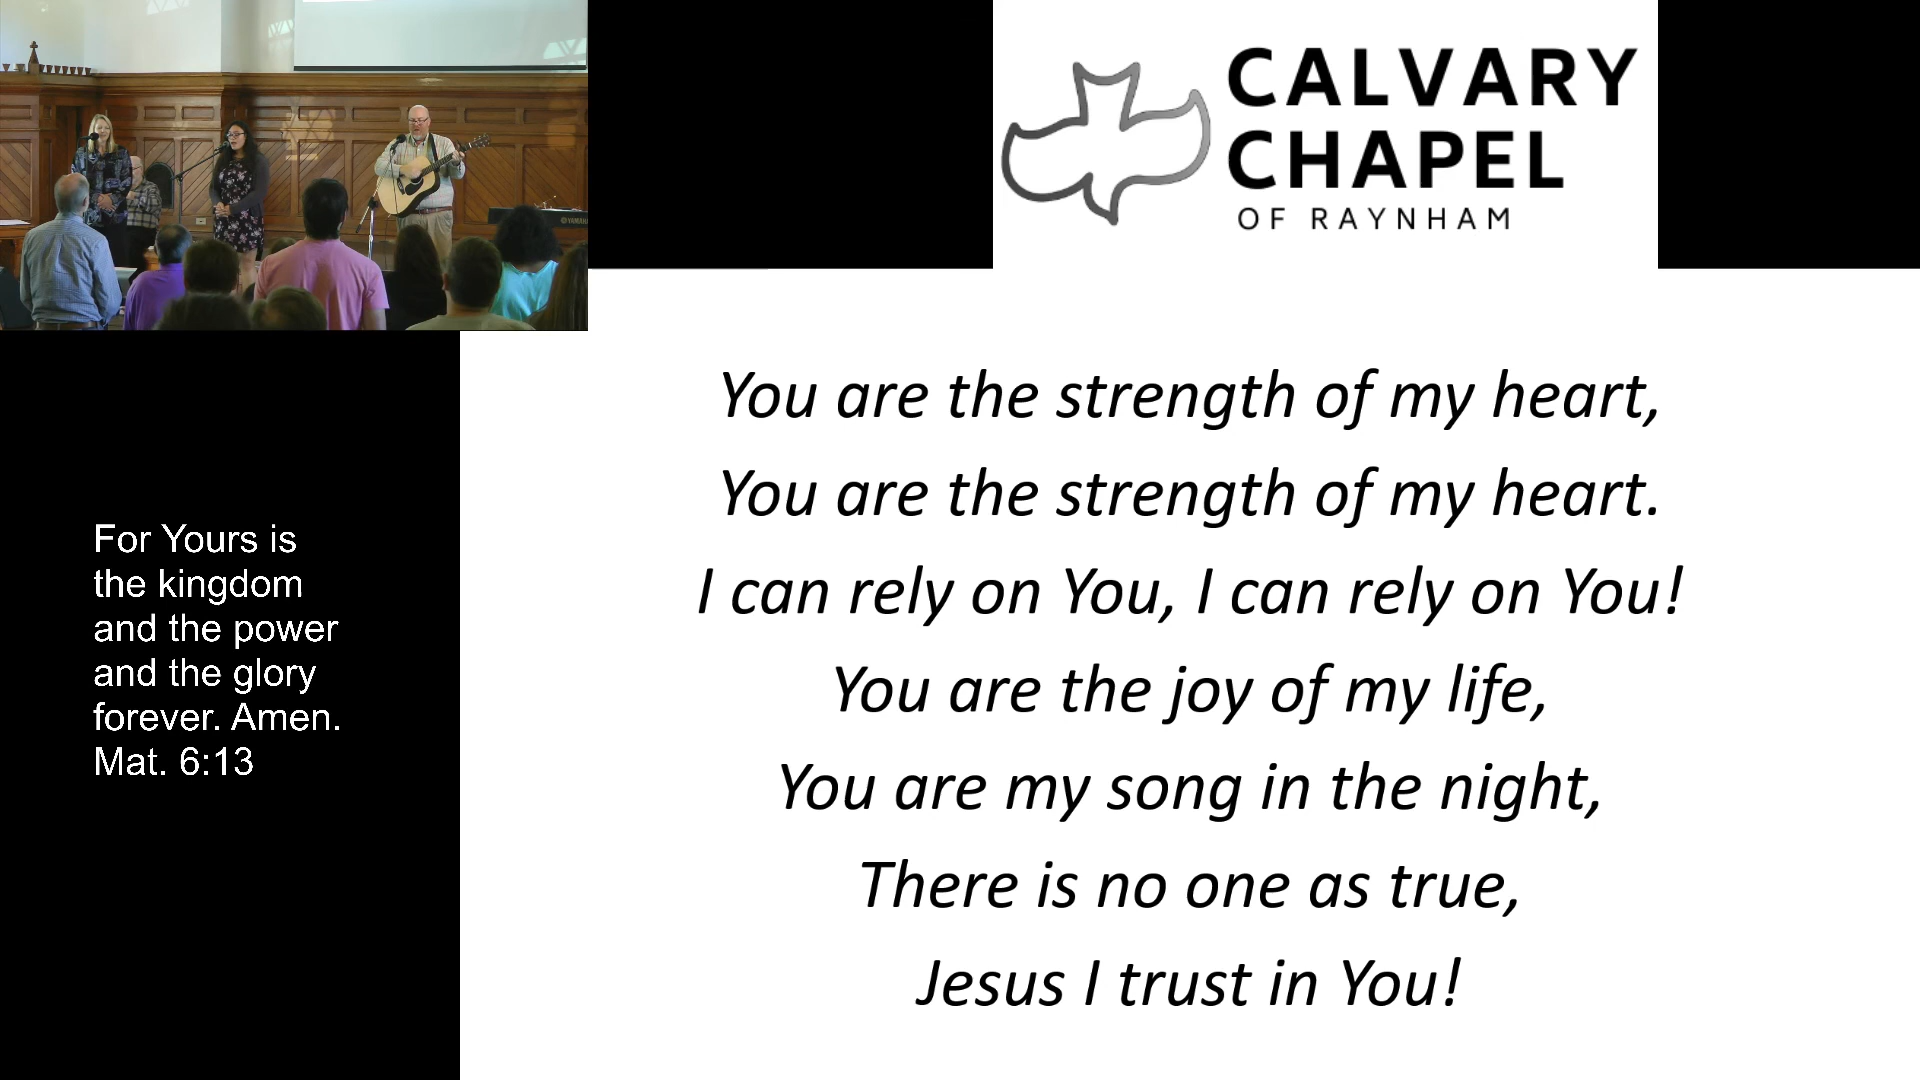 CALVARY
CHAPEL
OF RAYNHAM
You are the strength of my heart,
You are the strength of my heart.
I can rely on You, I can rely on You!
You are the joy of my life,
You are my song in the night,
There is no one as true,
Jesus I trust in You!
For Yours is
the kingdom
and the power
and the glory
forever. Amen.
Mat. 6:13
YAMAHA